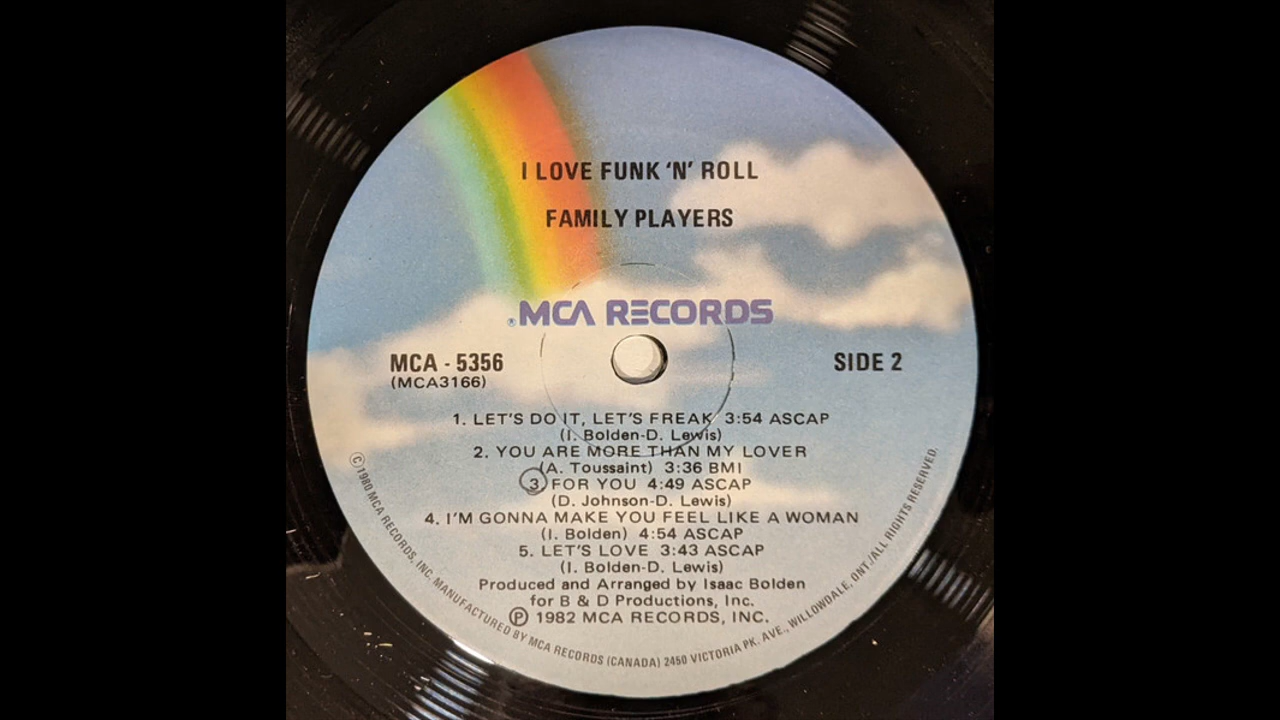 I LOVE FUNK 'N' ROLL
FAMILY PLAYERS
® MCA RECORDS
MCA - 5356
(MCA3166)
SIDE 2
1. LET'S DO IT, LET'S FREAK 3:54 ASCAP
(I. Bolden-D. Lewis)
2. YOU ARE MORE THAN MY LOVER
(A. Toussaint) 3:36 BMI
3 FOR YOU 4:49 ASCAP
(D. Johnson-D. Lewis)
4. I'M GONNA MAKE YOU FEEL LIKE A WOMAN
(I. Bolden) 4:54 ASCAP
5. LET'S LOVE 3:43 ASCAP
(I. Bolden-D. Lewis)
Produced and Arranged by Isaac Bolden
for B & D Productions, Inc.
℗ 1982 MCA RECORDS, INC.
©1980 MCA RECORDS, INC. MANUFACTURED BY MCA RECORDS (CANADA) 2450 VICTORIA PK. AVE., WILLOWDALE, ONT./ALL RIGHTS RESERVED.